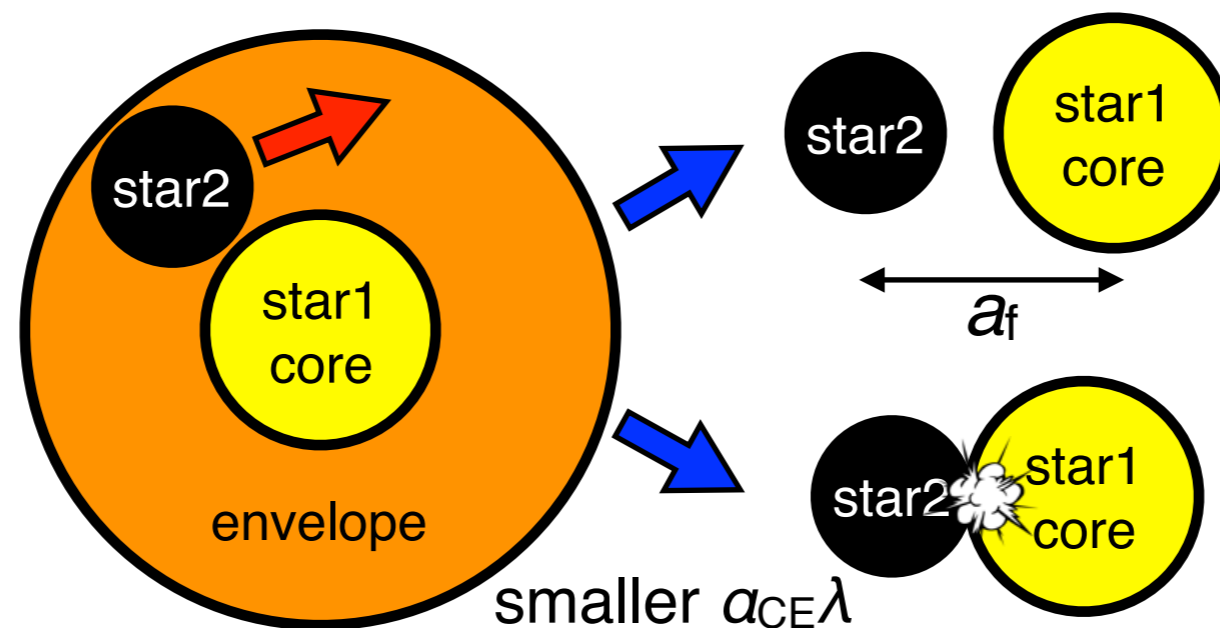 star2
star1
core
envelope
star2
star1
core
af
star2
star1
core
smaller αCEλ